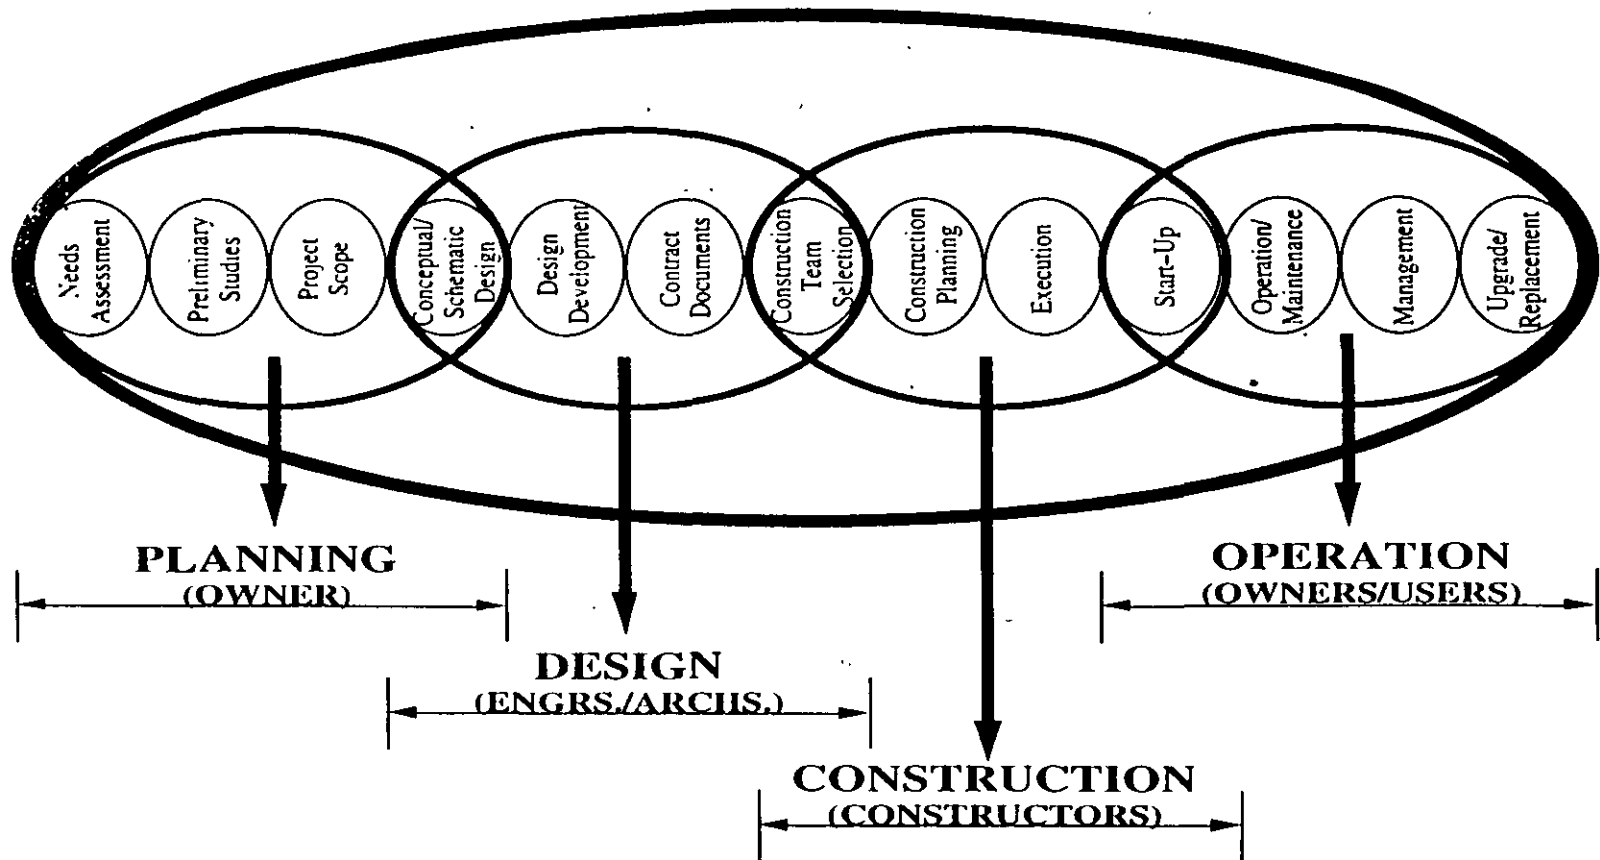 Needs
Assessment
Preliminary
Studies
Project
Scope
Conceptual/
Schematic
Design
Design
Development
Contract
Documents
Construction
Team
Selection
Construction
Planning
Execution
Start-Up
Operation/
Maintenance
Management
Upgrade/
Replacement
PLANNING
(OWNER)
OPERATION
(OWNERS/USERS)
DESIGN
(ENGRS./ARCHS.)
CONSTRUCTION
(CONSTRUCTORS)